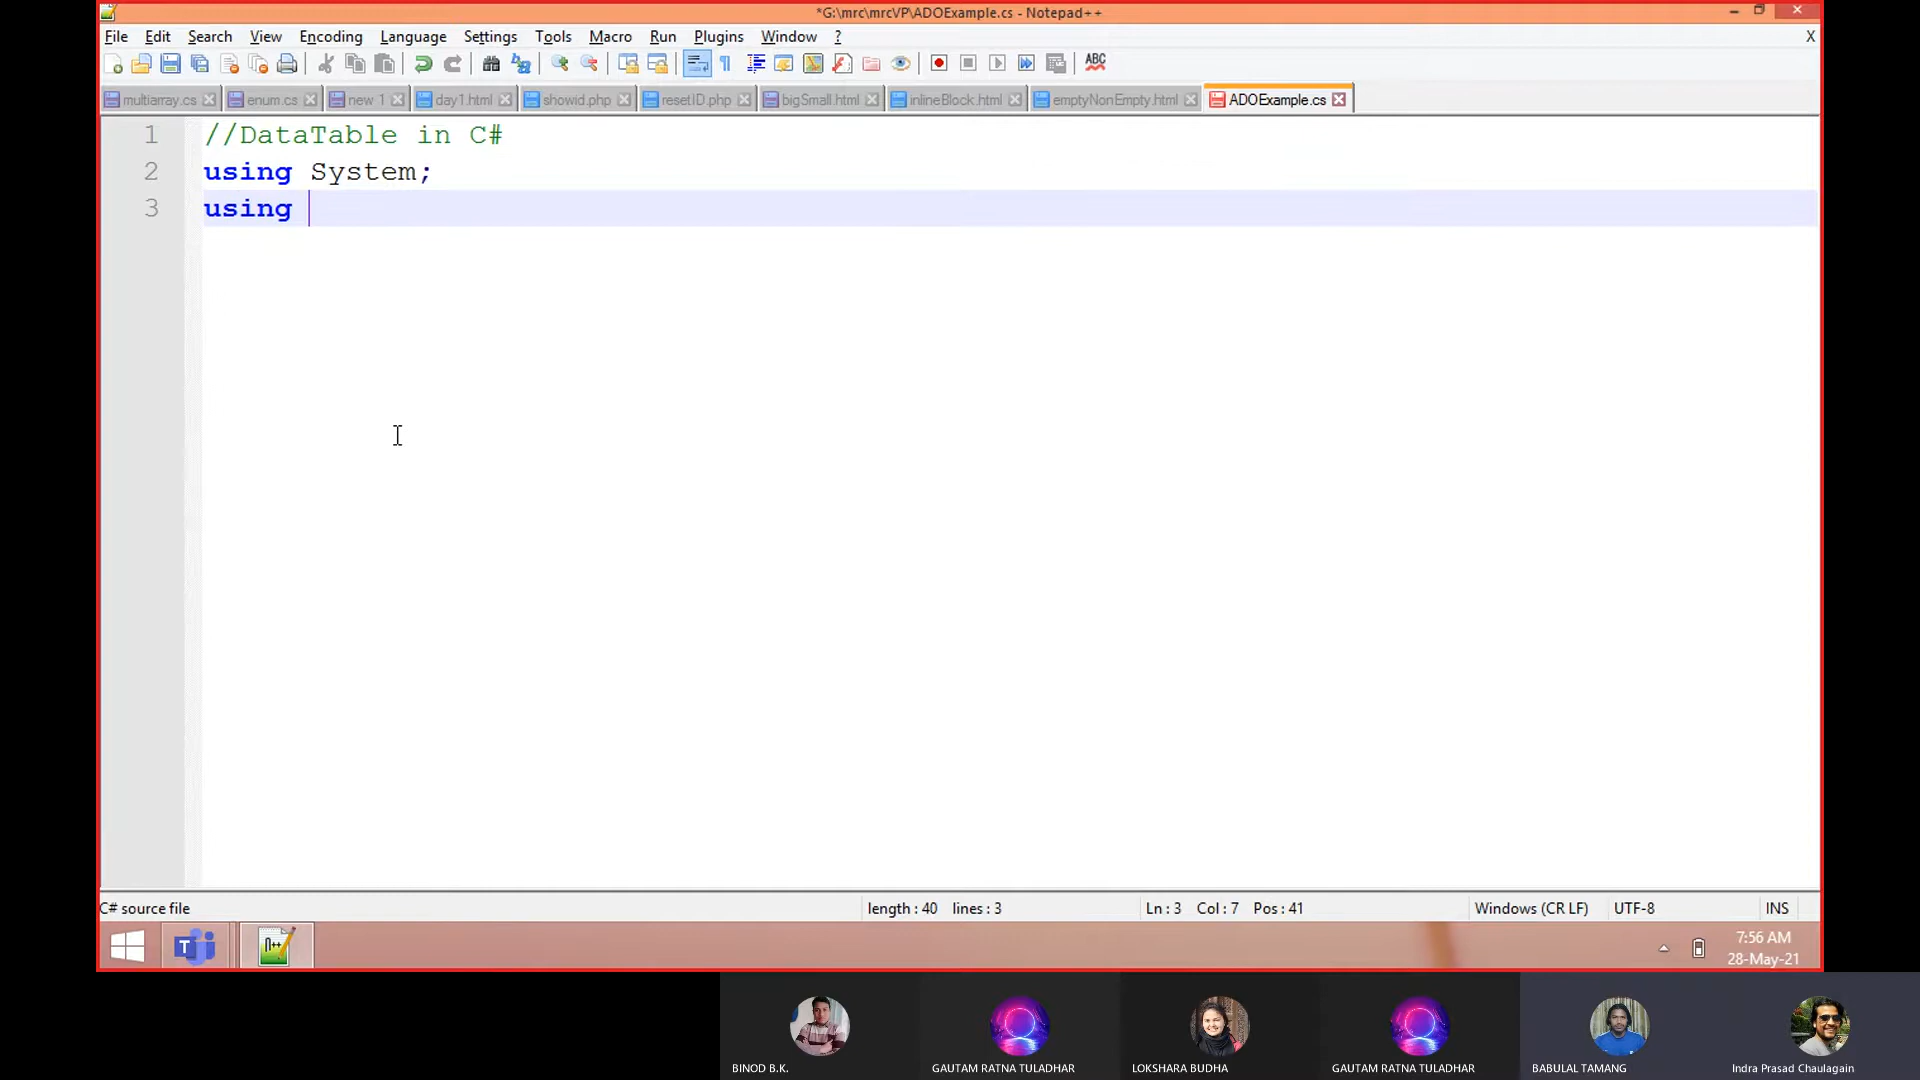 *G:\mrc\mrcVP\ADOExample.cs - Notepad++
File Edit Search View Encoding Language Settings Tools Macro Run Plugins Window ? X
ABC
multiarray.cs enum.cs new 1 day1.html showid.php resetID.php bigSmall.html inlineBlock.html emptyNonEmpty.html ADOExample.cs
1 //DataTable in C#
2 using System;
3 using
C# source file length : 40 lines : 3 Ln : 3 Col : 7 Pos : 41 Windows (CR LF) UTF-8 INS
7:56 AM
28-May-21
BINOD B.K. GAUTAM RATNA TULADHAR LOKSHARA BUDHA GAUTAM RATNA TULADHAR BABULAL TAMANG Indra Prasad Chaulagain